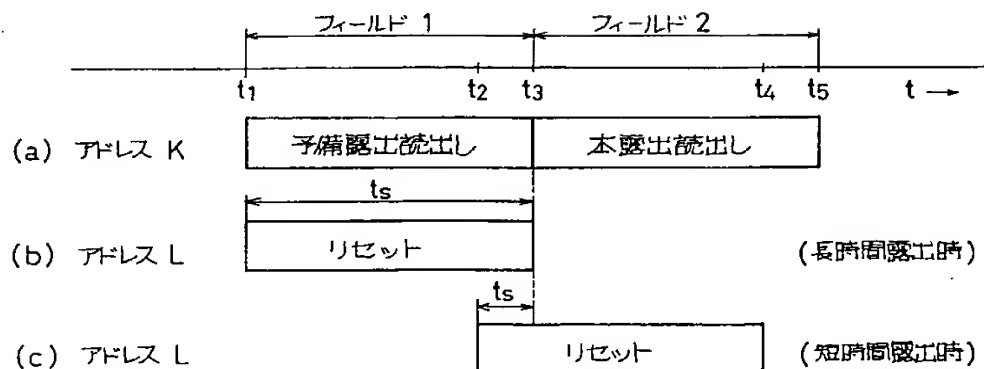 フィールド 1 フィールド 2
t1 t2 t3 t4 t5 t →
(a) アドレス K 予備露出読出し 本露出読出し
ts
(b) アドレス L リセット (長時間露出時)
ts
(c) アドレス L リセット (短時間露出時)